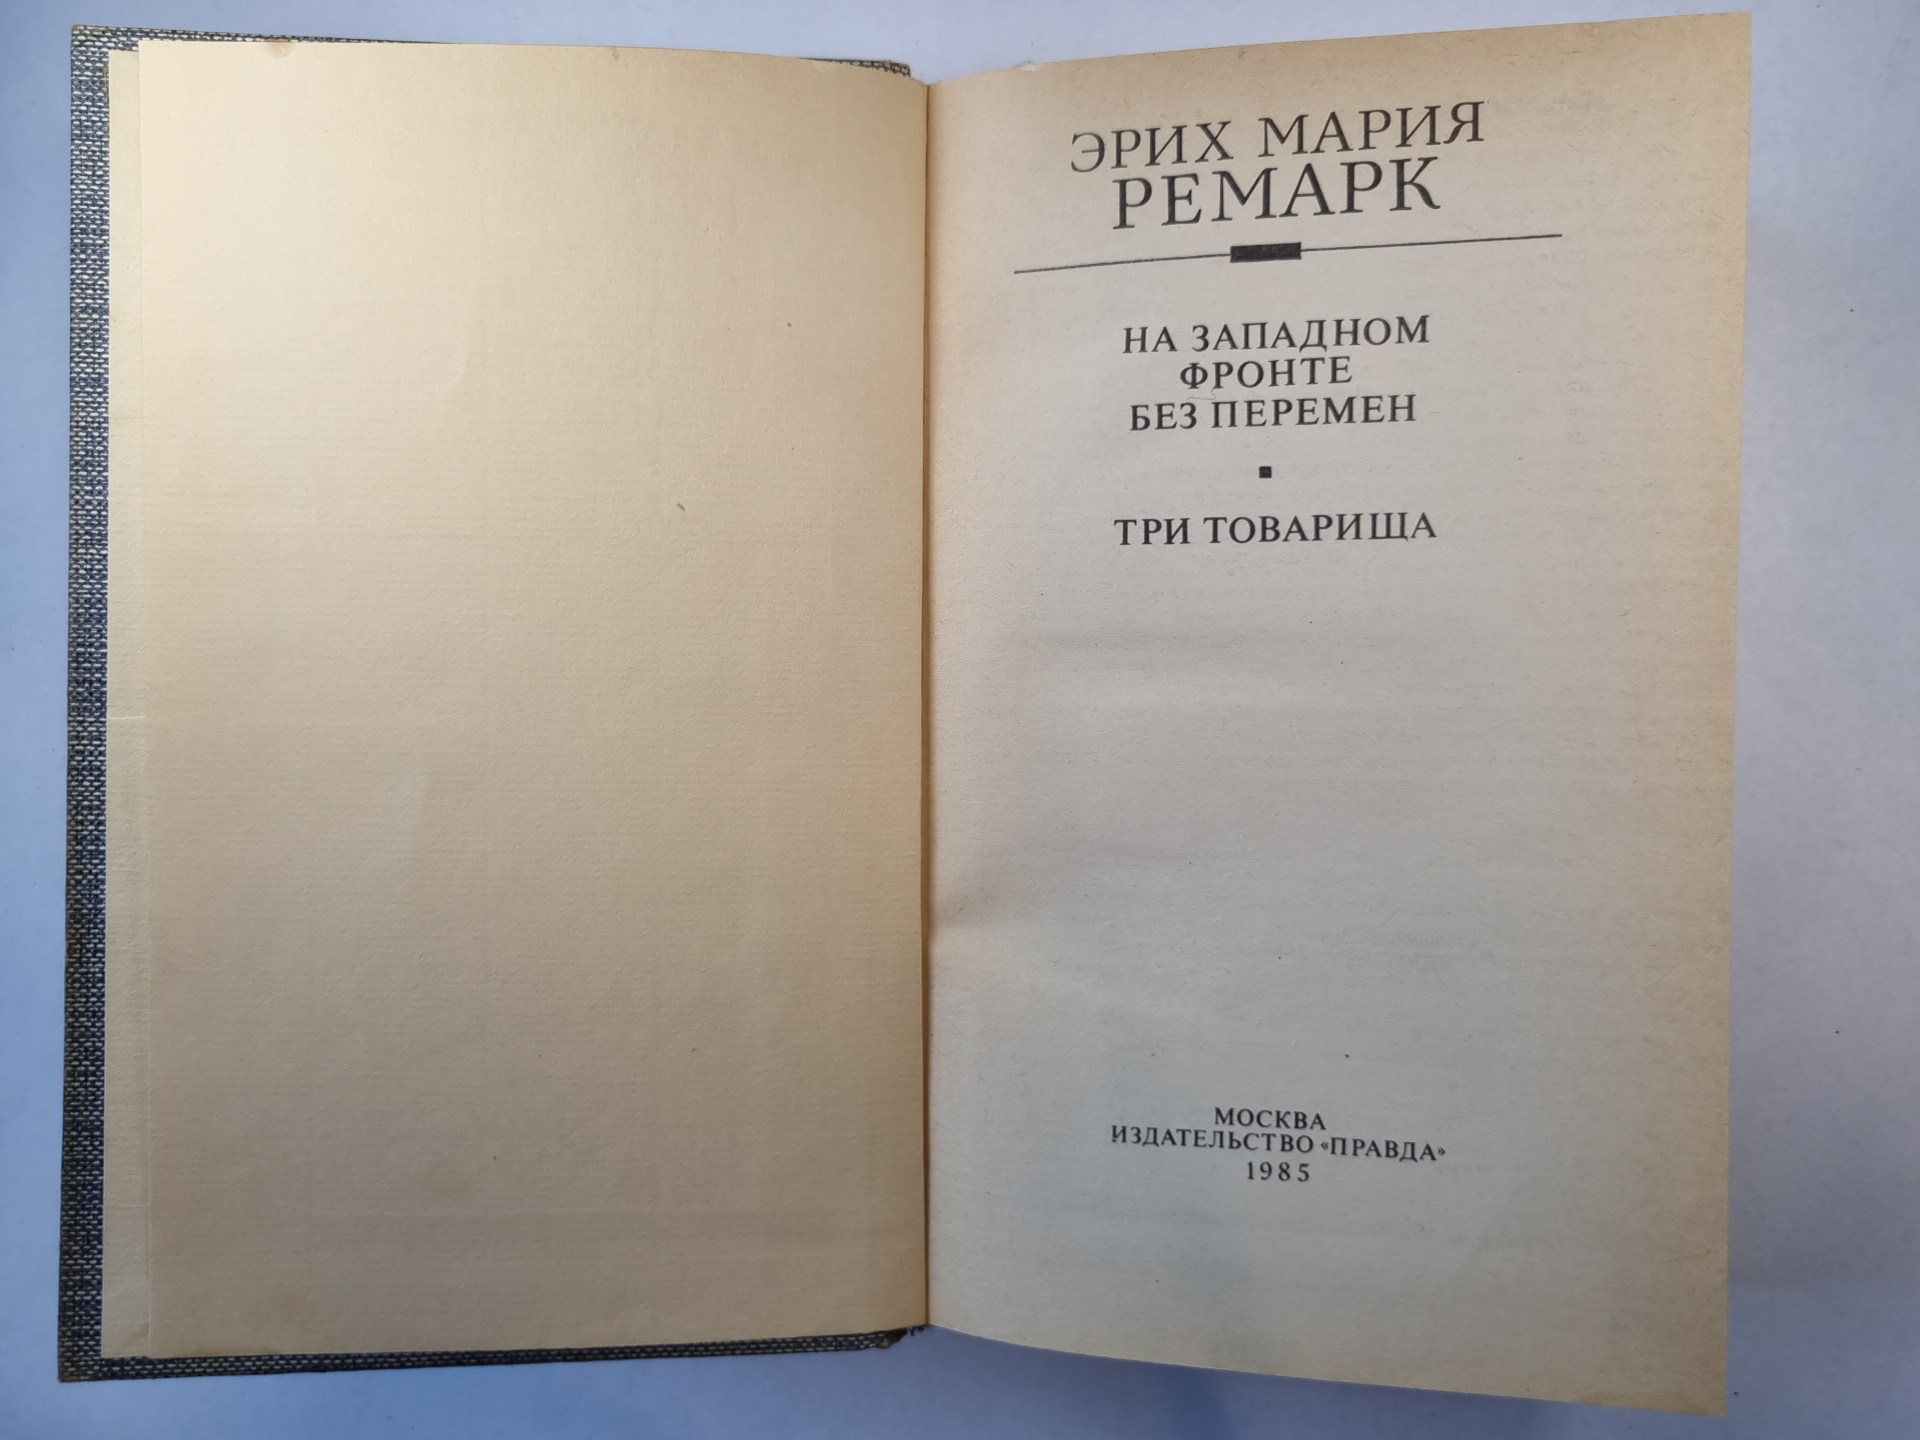 ЭРИХ МАРИЯ
РЕМАРК
НА ЗАПАДНОМ
ФРОНТЕ
БЕЗ ПЕРЕМЕН
ТРИ ТОВАРИЩА
МОСКВА
ИЗДАТЕЛЬСТВО «ПРАВДА»
1985